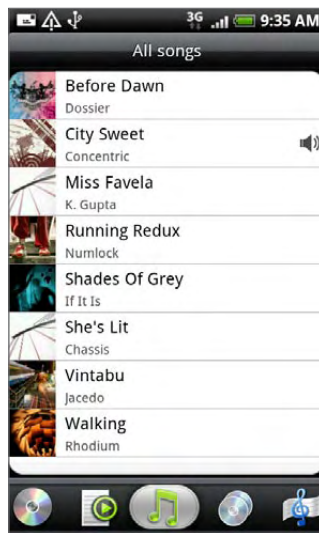 3G 9:35 AM
All songs
Before Dawn
Dossier
City Sweet
Concentric
Miss Favela
K. Gupta
Running Redux
Numlock
Shades Of Grey
If It Is
She's Lit
Chassis
Vintabu
Jacedo
Walking
Rhodium